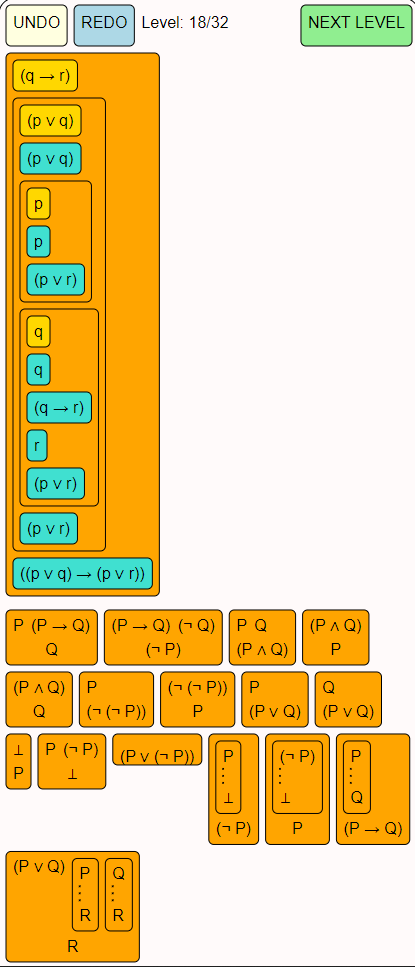 UNDO REDO Level: 18/32 NEXT LEVEL
(q → r)
(p ∨ q)
(p ∨ q)
p
p
(p ∨ r)
q
q
(q → r)
r
(p ∨ r)
(p ∨ r)
((p ∨ q) → (p ∨ r))
P (P → Q) (P → Q) (¬ Q) P Q (P ∧ Q)
Q (¬ P) (P ∧ Q) P
(P ∧ Q) P (¬ (¬ P)) P Q
Q (¬ (¬ P)) P (P ∨ Q) (P ∨ Q)
⊥ P (¬ P) (P ∨ (¬ P)) P (¬ P) P
P ⊥ ⋮ ⋮ ⋮
⊥ ⊥ Q
(¬ P) P (P → Q)
(P ∨ Q) P Q
⋮ ⋮
R R
R